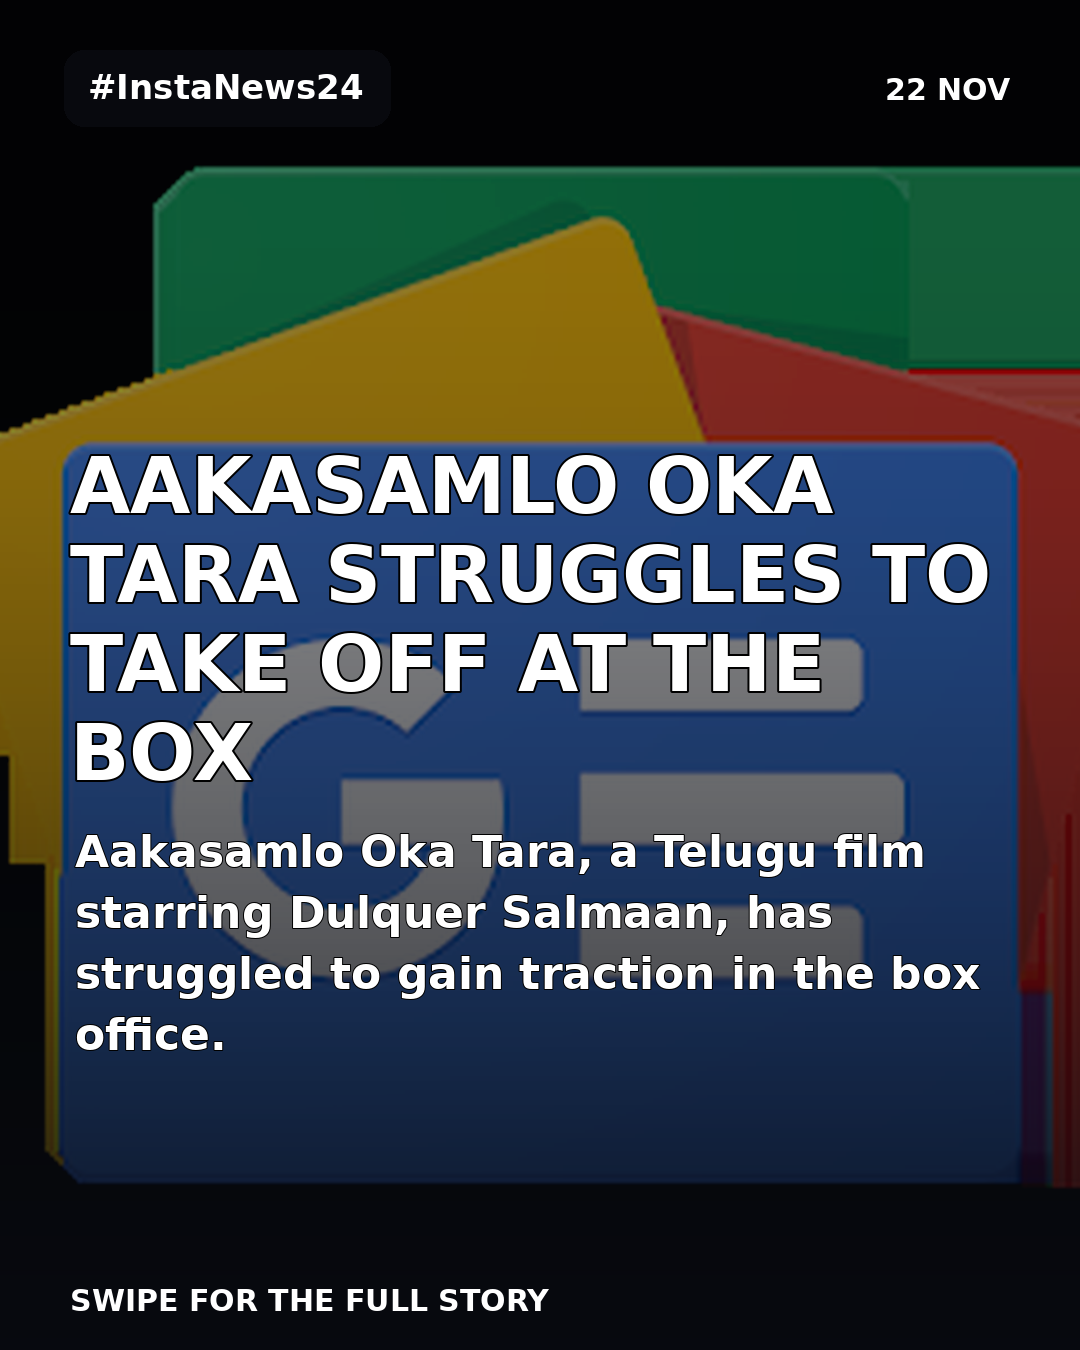 #InstaNews24
22 NOV
AAKASAMLO OKA
TARA STRUGGLES TO
TAKE OFF AT THE
BOX
Aakasamlo Oka Tara, a Telugu film
starring Dulquer Salmaan, has
struggled to gain traction in the box
office.
SWIPE FOR THE FULL STORY